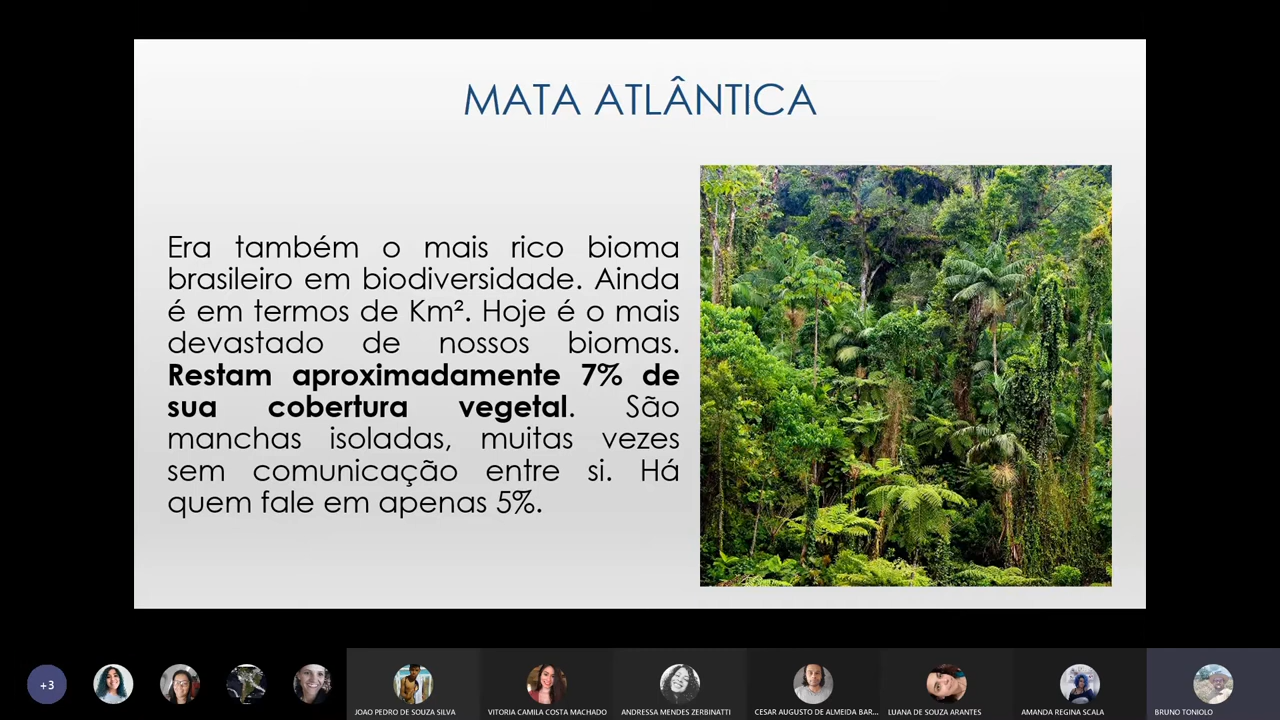 MATA ATLÂNTICA
Era também o mais rico bioma
brasileiro em biodiversidade. Ainda
é em termos de Km². Hoje é o mais
devastado de nossos biomas.
Restam aproximadamente 7% de
sua cobertura vegetal. São
manchas isoladas, muitas vezes
sem comunicação entre si. Há
quem fale em apenas 5%.
+3
JOAO PEDRO DE SOUZA SILVA
VITORIA CAMILA COSTA MACHADO
ANDRESSA MENDES ZERBINATTI
CESAR AUGUSTO DE ALMEIDA BAR...
LUANA DE SOUZA ARANTES
AMANDA REGINA SCALA
BRUNO TONIOLO